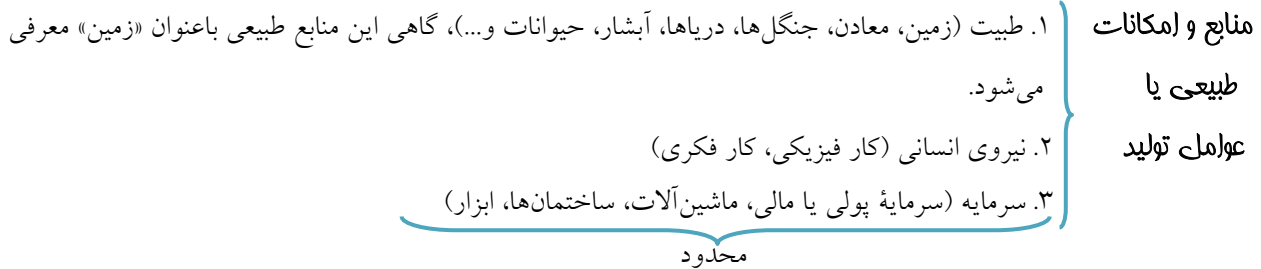 منابع و امکانات
طبیعی یا
عوامل تولید
۱. طبیت (زمین، معادن، جنگل‌ها، دریاها، آبشار، حیوانات و...)، گاهی این منابع طبیعی باعنوان «زمین» معرفی
می‌شود.
۲. نیروی انسانی (کار فیزیکی، کار فکری)
۳. سرمایه (سرمایهٔ پولی یا مالی، ماشین‌آلات، ساختمان‌ها، ابزار)
محدود